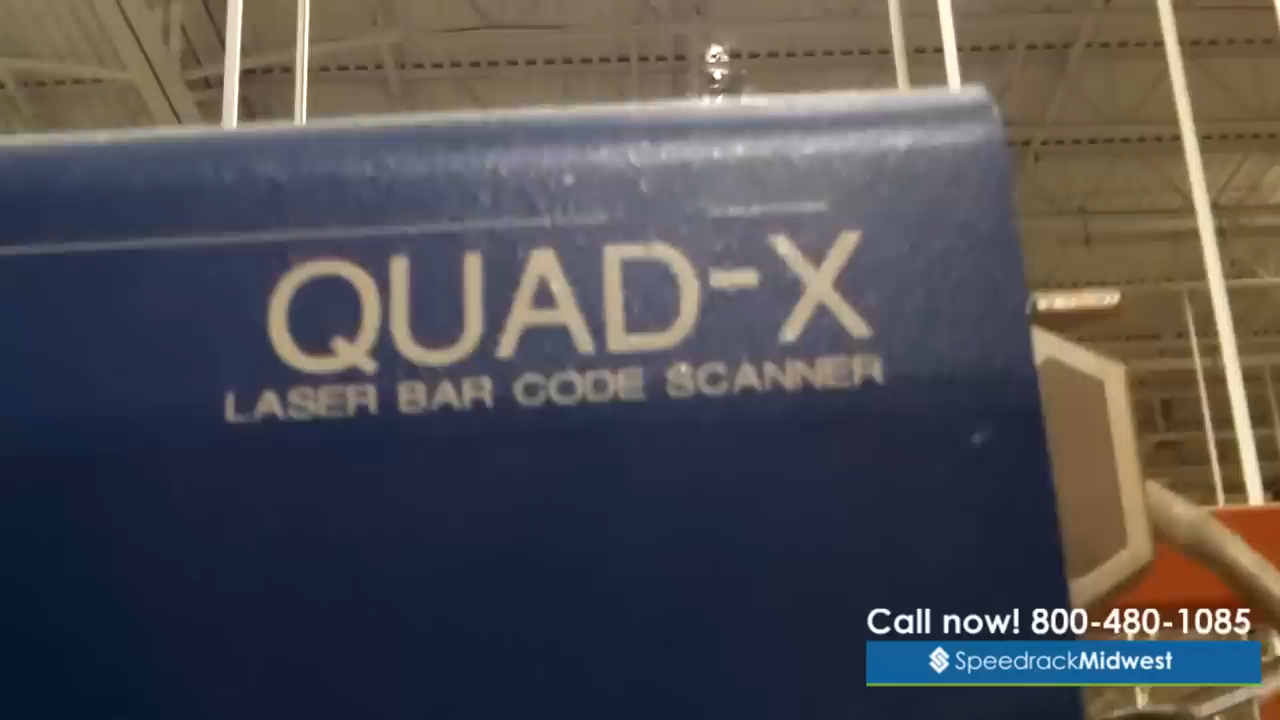 QUAD-X
LASER BAR CODE SCANNER
Call now! 800-480-1085
SpeedrackMidwest